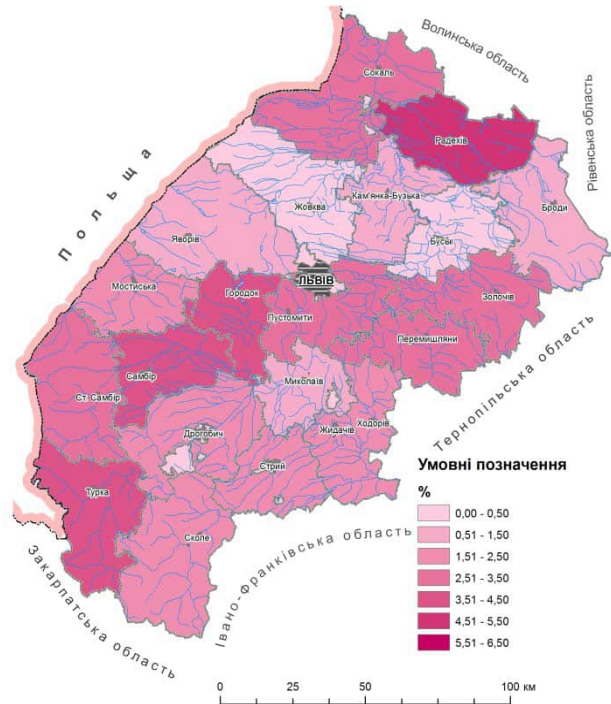 Волинська область
Рівенська область
Польща
Сокаль
Радехів
Жовква
Кам'янка-Бузька
Буськ
Броди
Яворів
ЛЬВІВ
Мостиська
Городок
Пустомити
Золочів
Перемишляни
Самбір
Ст. Самбір
Миколаїв
Дрогобич
Жидачів
Ходорів
Стрий
Турка
Сколе
Тернопільська область
Івано-Франківська область
Закарпатська область
Умовні позначення
%
0,00 - 0,50
0,51 - 1,50
1,51 - 2,50
2,51 - 3,50
3,51 - 4,50
4,51 - 5,50
5,51 - 6,50
0 25 50 100 км